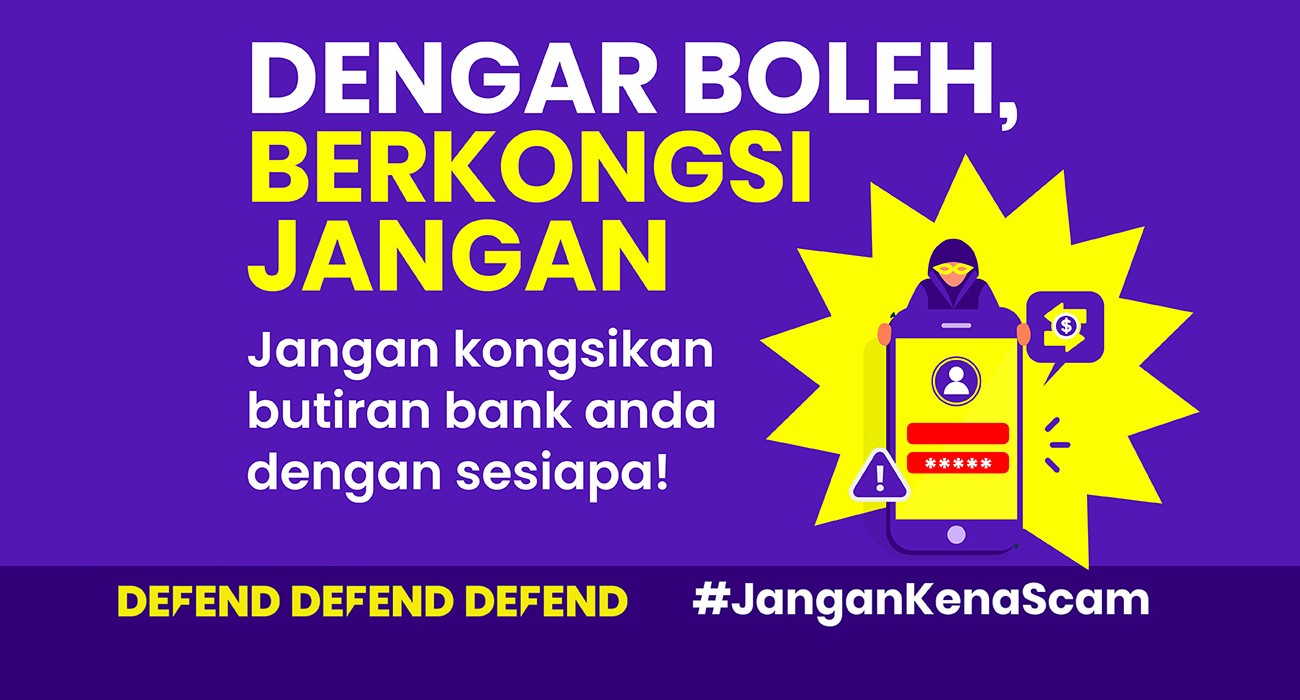 DENGAR BOLEH,
BERKONGSI
JANGAN
Jangan kongsikan
butiran bank anda
dengan sesiapa!
$
*****
!
DEFEND DEFEND DEFEND
#JanganKenaScam